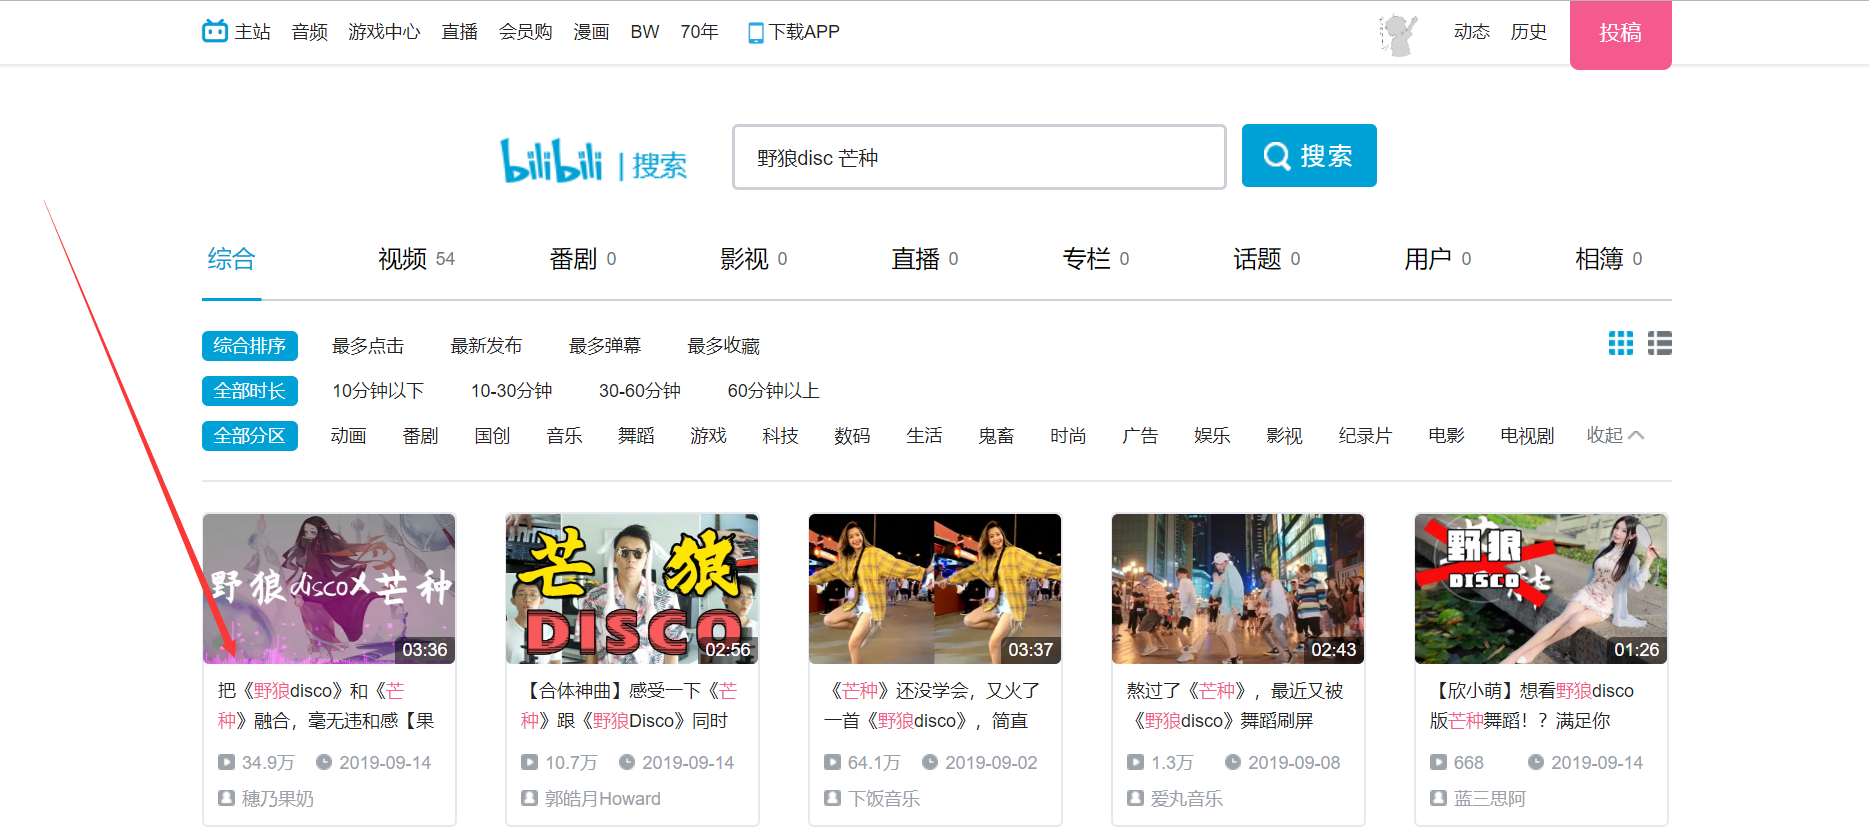 主站 音频 游戏中心 直播 会员购 漫画 BW 70年 下载APP 动态 历史 投稿
bilibili | 搜索 野狼disc 芒种 搜索
综合 视频 54 番剧 0 影视 0 直播 0 专栏 0 话题 0 用户 0 相簿 0
综合排序 最多点击 最新发布 最多弹幕 最多收藏
全部时长 10分钟以下 10-30分钟 30-60分钟 60分钟以上
全部分区 动画 番剧 国创 音乐 舞蹈 游戏 科技 数码 生活 鬼畜 时尚 广告 娱乐 影视 纪录片 电影 电视剧 收起
野狼discoX芒种
03:36
把《野狼disco》和《芒
种》融合，毫无违和感【果
34.9万 2019-09-14
穗乃果奶
芒狼
DISCO
02:56
【合体神曲】感受一下《芒
种》跟《野狼Disco》同时
10.7万 2019-09-14
郭皓月Howard
03:37
《芒种》还没学会，又火了
一首《野狼disco》，简直
64.1万 2019-09-02
下饭音乐
02:43
熬过了《芒种》，最近又被
《野狼disco》舞蹈刷屏
1.3万 2019-09-08
爱丸音乐
野狼
DISCO
01:26
【欣小萌】想看野狼disco
版芒种舞蹈！？满足你
668 2019-09-14
蓝三思阿